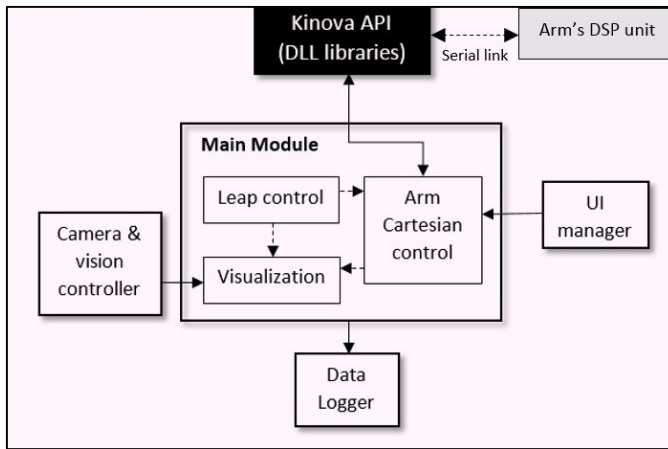 Kinova API
(DLL libraries)
Serial link
Arm's DSP unit
Main Module
Leap control
Arm
Cartesian
control
UI
manager
Camera &
vision
controller
Visualization
Data
Logger